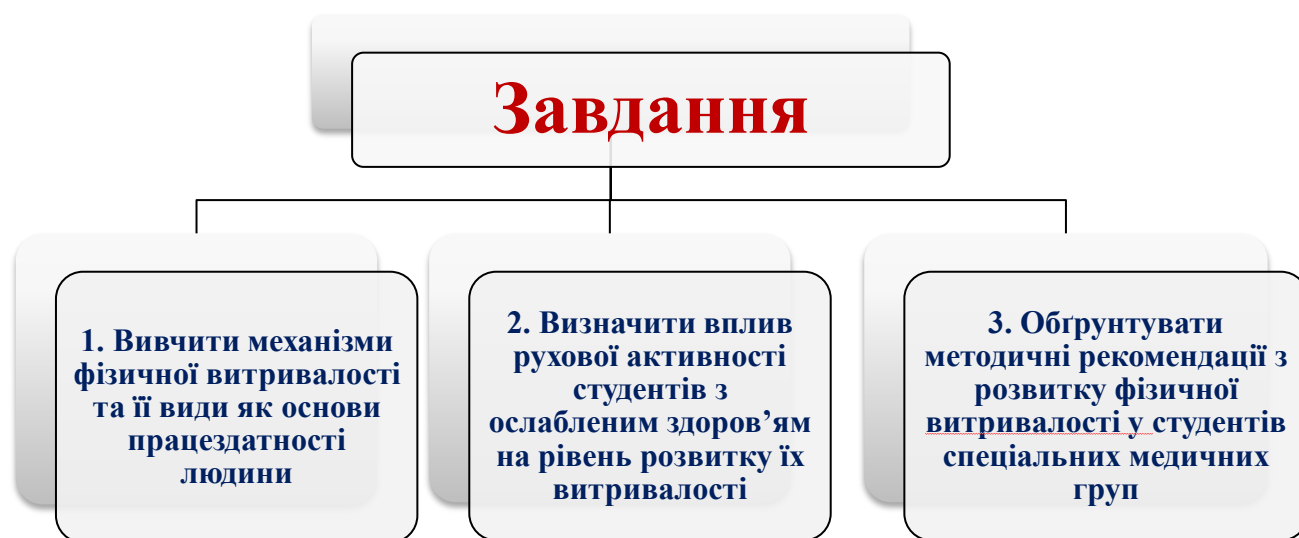 Завдання
1. Вивчити механізми
фізичної витривалості
та її види як основи
працездатності
людини
2. Визначити вплив
рухової активності
студентів з
ослабленим здоров’ям
на рівень розвитку їх
витривалості
3. Обґрунтувати
методичні рекомендації з
розвитку фізичної
витривалості у студентів
спеціальних медичних
груп